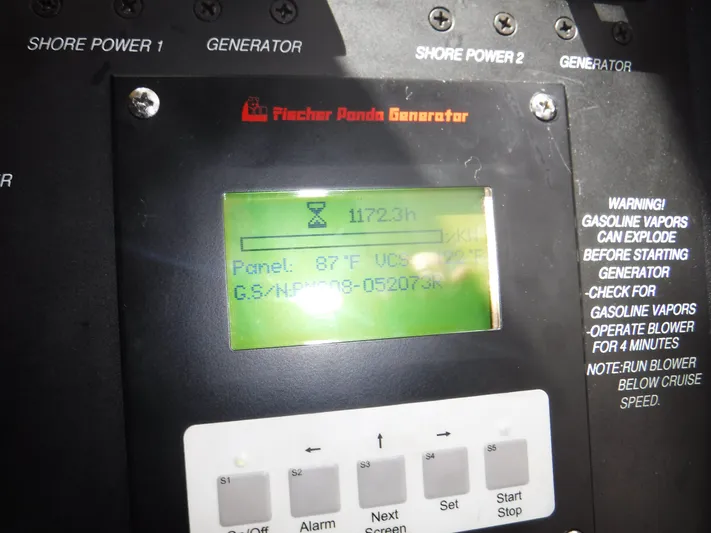 SHORE POWER 1
GENERATOR
SHORE POWER 2
GENERATOR
Fischer Panda Generator
1172.3h
Panel: 87°F
WARNING!
GASOLINE VAPORS
CAN EXPLODE
BEFORE STARTING
GENERATOR
-CHECK FOR
GASOLINE VAPORS
-OPERATE BLOWER
FOR 4 MINUTES
NOTE:RUN BLOWER
BELOW CRUISE
SPEED.
S1
S2
S3
S4
S5
On/Off
Alarm
Next
Screen
Set
Start
Stop